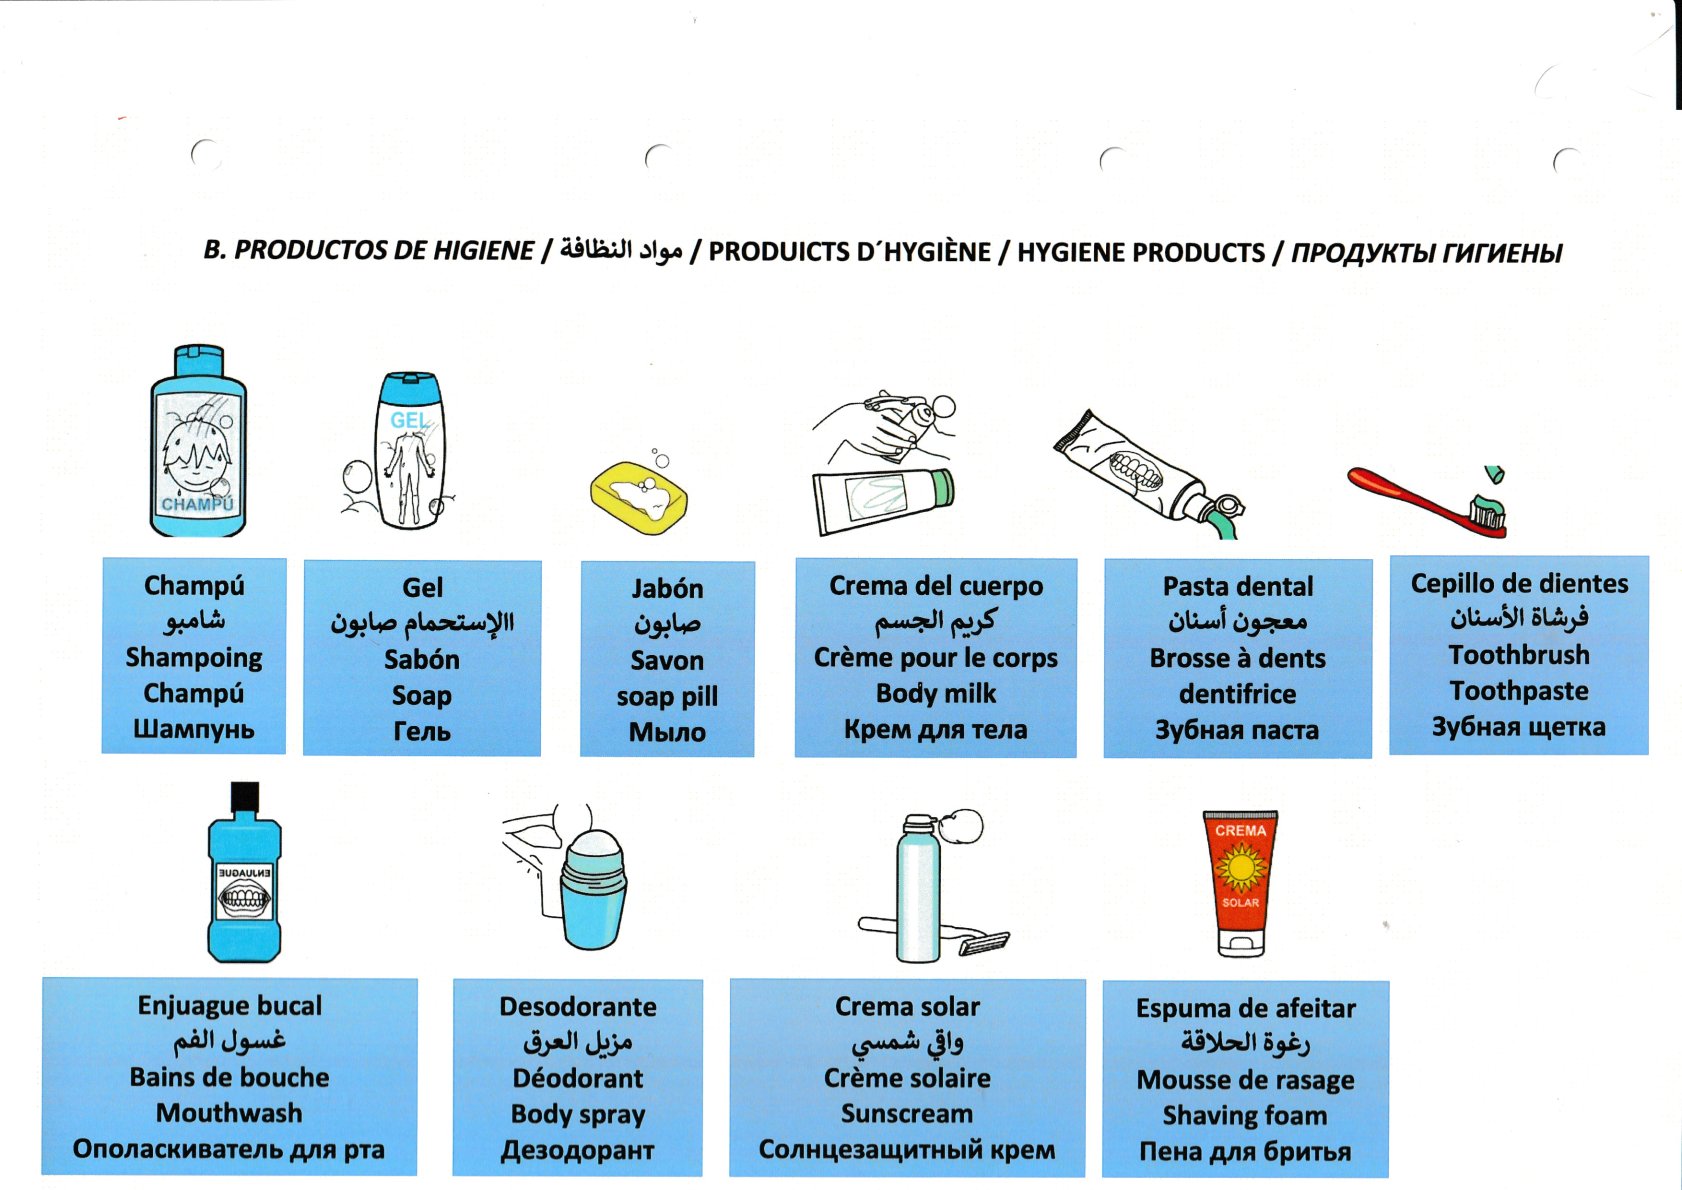 B. PRODUCTOS DE HIGIENE / مواد النظافة / PRODUICTS D´HYGIÈNE / HYGIENE PRODUCTS / ПРОДУКТЫ ГИГИЕНЫ
CHAMPÚ
GEL
Champú
شامبو
Shampoing
Champú
Шампунь
Gel
االإستحمام صابون
Sabón
Soap
Гель
Jabón
صابون
Savon
soap pill
Мыло
Crema del cuerpo
كريم الجسم
Crème pour le corps
Body milk
Крем для тела
Pasta dental
معجون أسنان
Brosse à dents
dentifrice
Зубная паста
Cepillo de dientes
فرشاة الأسنان
Toothbrush
Toothpaste
Зубная щетка
ENJUAGUE
CREMA
SOLAR
Enjuague bucal
غسول الفم
Bains de bouche
Mouthwash
Ополаскиватель для рта
Desodorante
مزيل العرق
Déodorant
Body spray
Дезодорант
Crema solar
واقي شمسي
Crème solaire
Sunscream
Солнцезащитный крем
Espuma de afeitar
رغوة الحلاقة
Mousse de rasage
Shaving foam
Пена для бритья